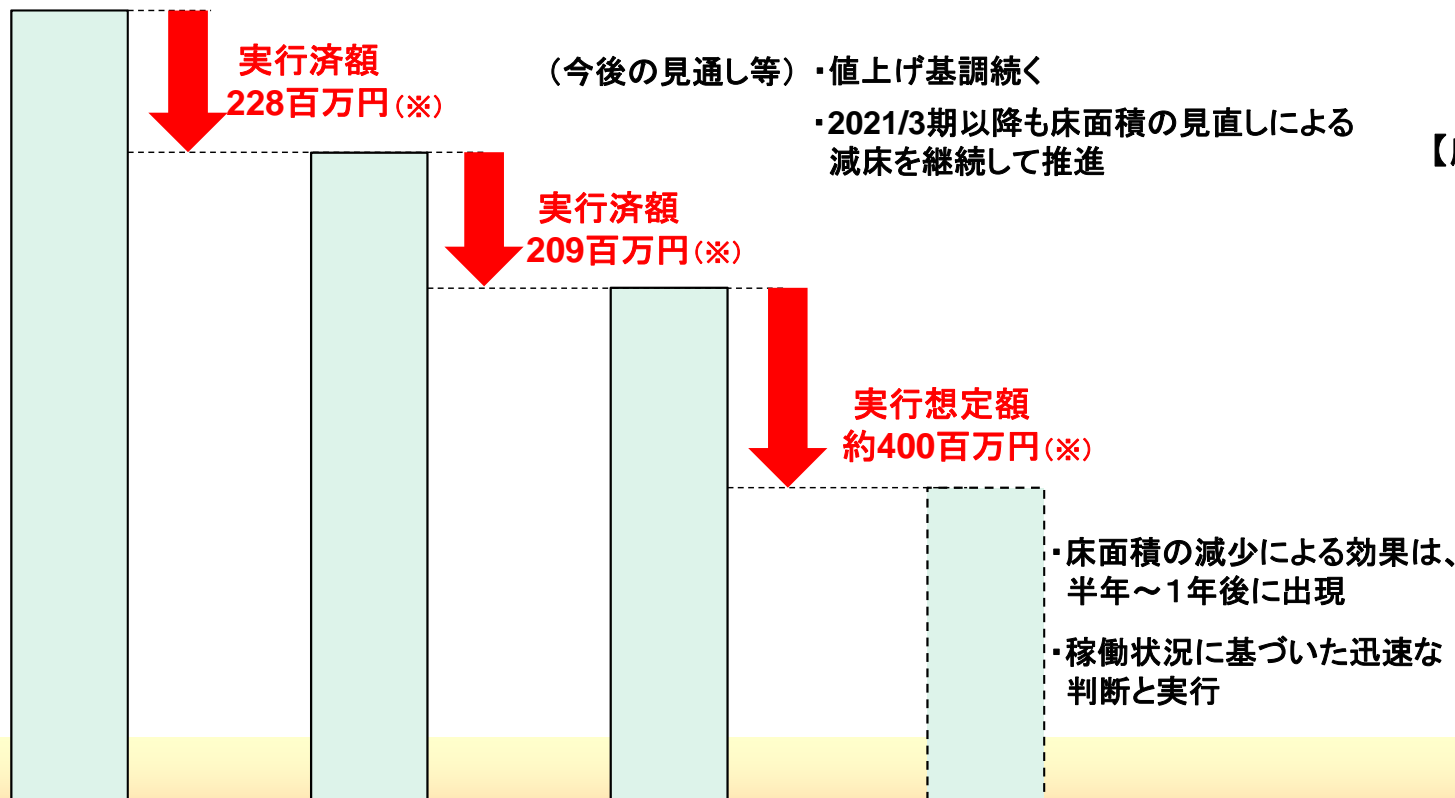 実行済額
228百万円(※)
(今後の見通し等)・値上げ基調続く
・2021/3期以降も床面積の見直しによる
減床を継続して推進
【
実行済額
209百万円(※)
実行想定額
約400百万円(※)
・床面積の減少による効果は、
半年～１年後に出現
・稼働状況に基づいた迅速な
判断と実行